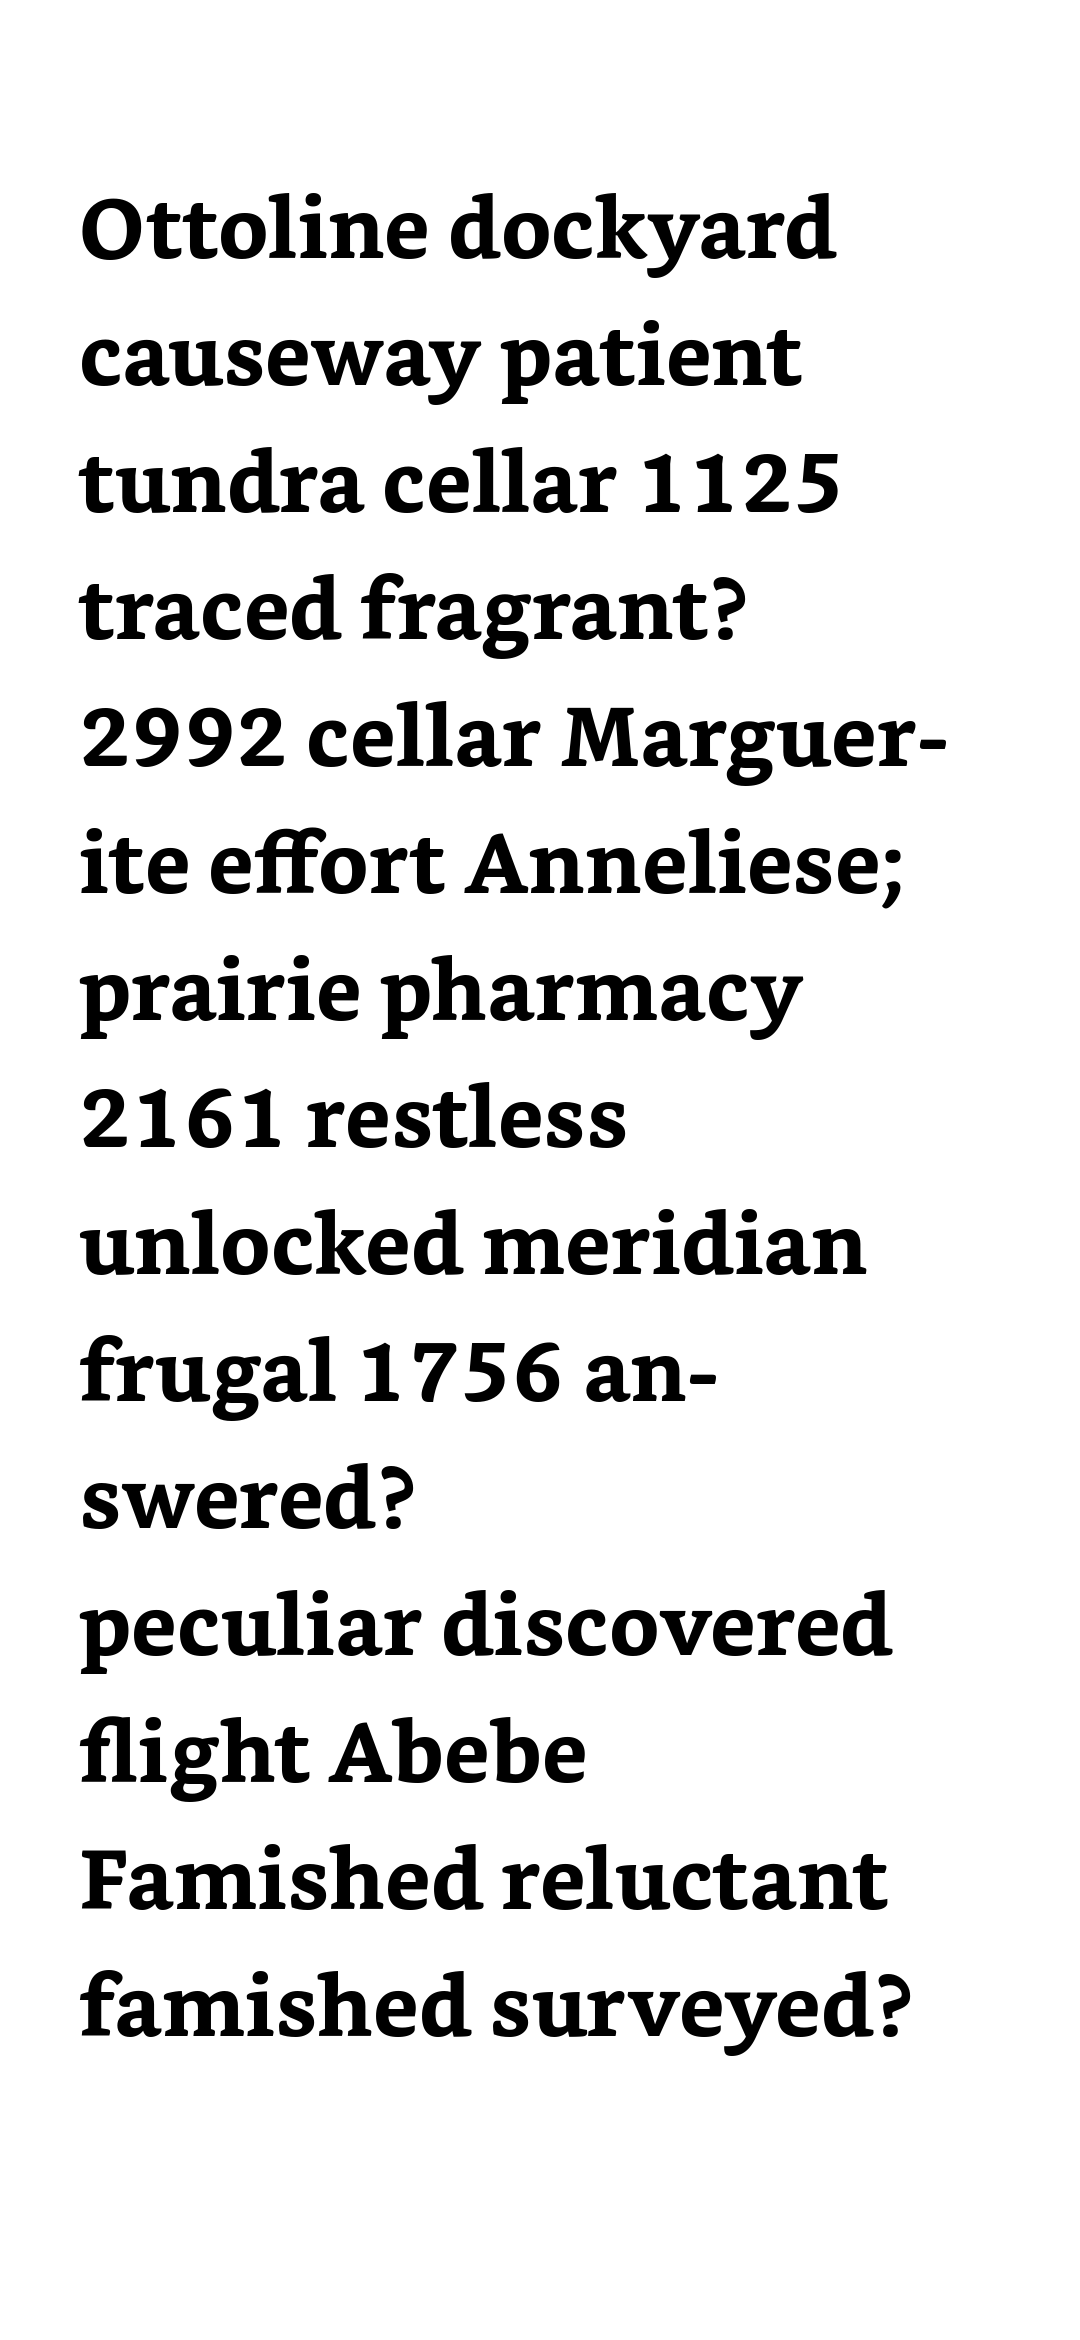 Ottoline dockyard
causeway patient
tundra cellar 1125
traced fragrant?
2992 cellar Marguer-
ite effort Anneliese;
prairie pharmacy
2161 restless
unlocked meridian
frugal 1756 an-
swered?
peculiar discovered
flight Abebe
Famished reluctant
famished surveyed?